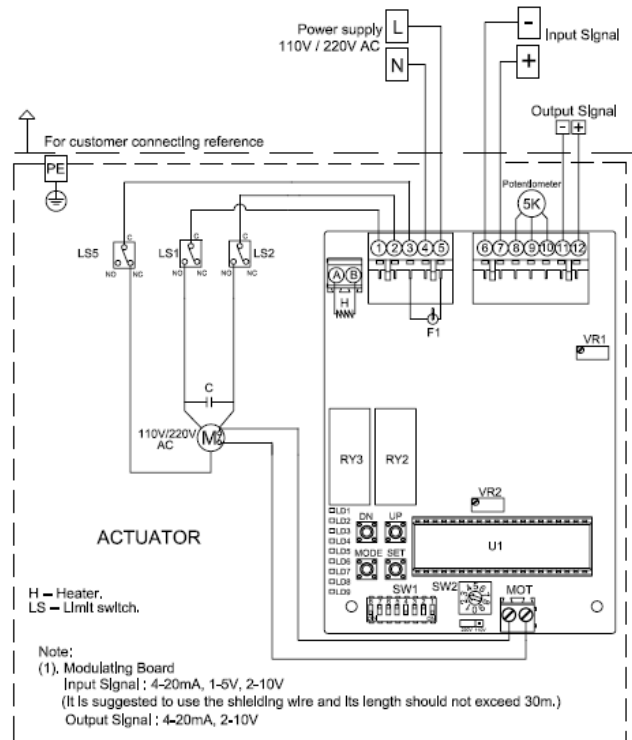 Power supply
110V / 220V AC
L
N
-
+
Input Signal
Output Signal
- +
For customer connecting reference
PE
Potentiometer
5K
C
C
C
LS5
LS1
LS2
NO NC
NO NC
NO NC
1 2 3 4 5
6 7 8 9 10 11 12
A B
H
F1
VR1
C
110V/220V
AC
M
RY3
RY2
VR2
LD1
LD2
LD3
LD4
LD5
LD6
LD7
LD8
LD9
DN
UP
MODE
SET
U1
ACTUATOR
SW1
SW2
MOT
H – Heater.
LS – Limit switch.
Note:
(1). Modulating Board
Input Signal : 4-20mA, 1-5V, 2-10V
(It is suggested to use the shielding wire and its length should not exceed 30m.)
Output Signal : 4-20mA, 2-10V